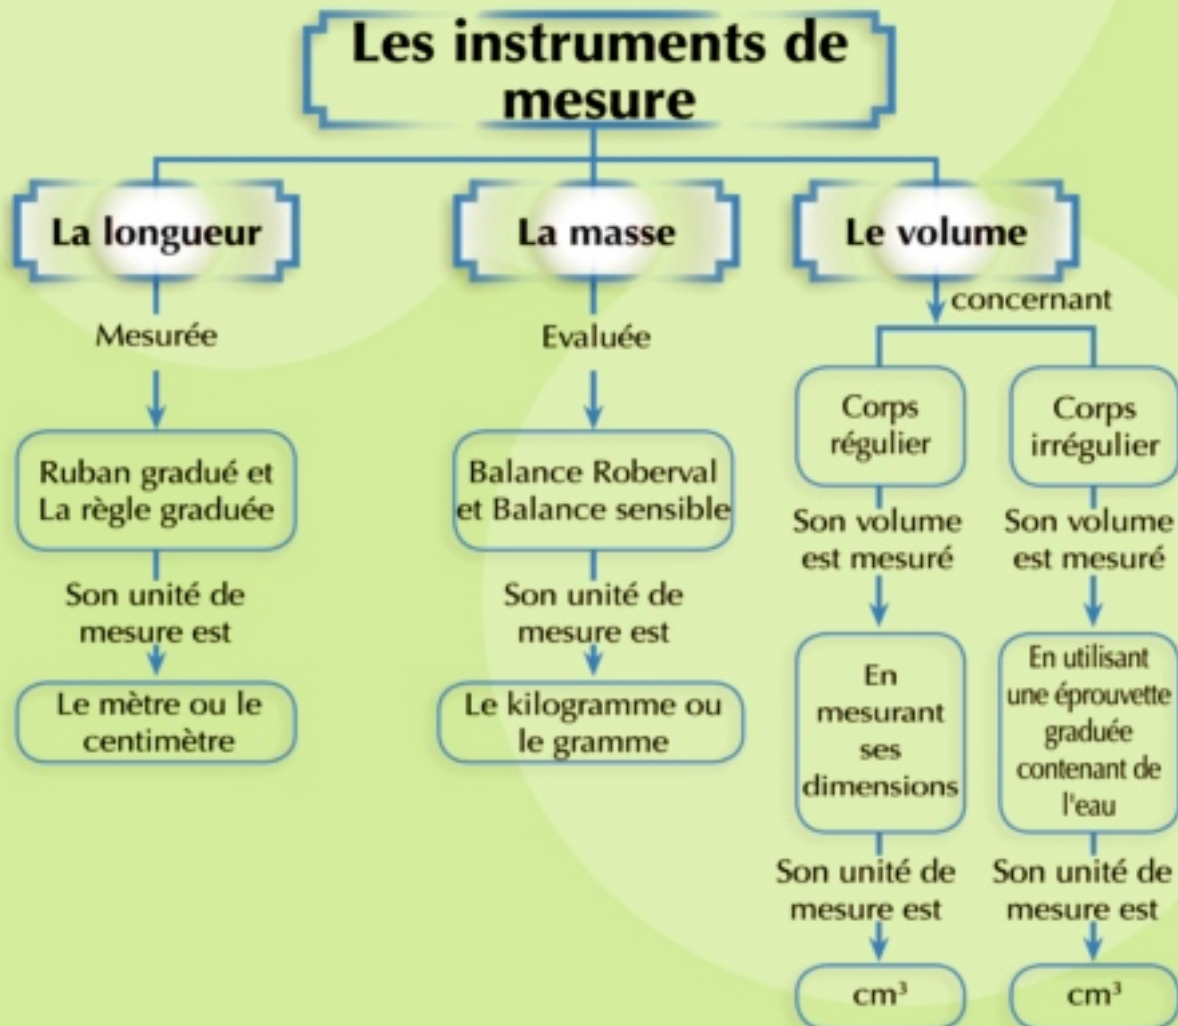 Les instruments de
mesure
La longueur
Mesurée
Ruban gradué et
La règle graduée
Son unité de
mesure est
Le mètre ou le
centimètre
La masse
Evaluée
Balance Roberval
et Balance sensible
Son unité de
mesure est
Le kilogramme ou
le gramme
Le volume
concernant
Corps
régulier
Son volume
est mesuré
En
mesurant
ses
dimensions
Son unité de
mesure est
cm³
Corps
irrégulier
Son volume
est mesuré
En utilisant
une éprouvette
graduée
contenant de
l'eau
Son unité de
mesure est
cm³